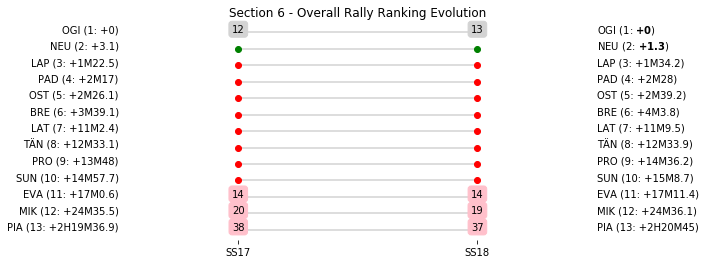 Section 6 - Overall Rally Ranking Evolution
OGI (1: +0) 12 13 OGI (1: +0)
NEU (2: +3.1) NEU (2: +1.3)
LAP (3: +1M22.5) LAP (3: +1M34.2)
PAD (4: +2M17) PAD (4: +2M28)
OST (5: +2M26.1) OST (5: +2M39.2)
BRE (6: +3M39.1) BRE (6: +4M3.8)
LAT (7: +11M2.4) LAT (7: +11M9.5)
TÄN (8: +12M33.1) TÄN (8: +12M33.9)
PRO (9: +13M48) PRO (9: +14M36.2)
SUN (10: +14M57.7) SUN (10: +15M8.7)
EVA (11: +17M0.6) 14 14 EVA (11: +17M11.4)
MIK (12: +24M35.5) 20 19 MIK (12: +24M36.1)
PIA (13: +2H19M36.9) 38 37 PIA (13: +2H20M45)
SS17 SS18